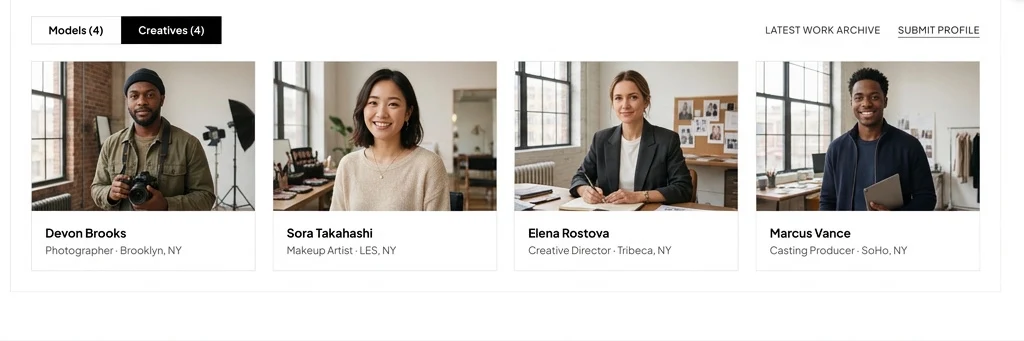 Models (4)
Creatives (4)
LATEST WORK ARCHIVE
SUBMIT PROFILE
Devon Brooks
Photographer · Brooklyn, NY
Sora Takahashi
Makeup Artist · LES, NY
Elena Rostova
Creative Director · Tribeca, NY
Marcus Vance
Casting Producer · SoHo, NY